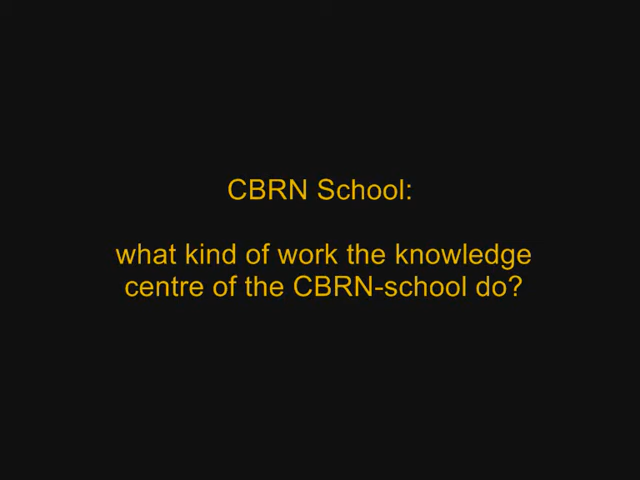 CBRN School:
what kind of work the knowledge
centre of the CBRN-school do?